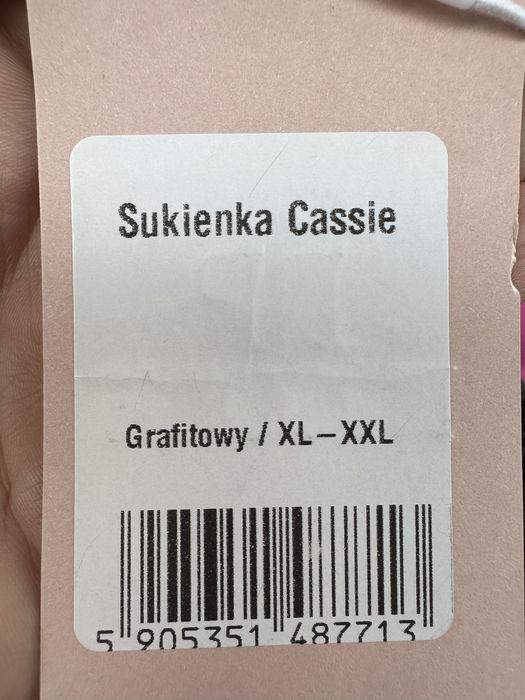 Sukienka Cassie
Grafitowy / XL–XXL
5 905351 487713